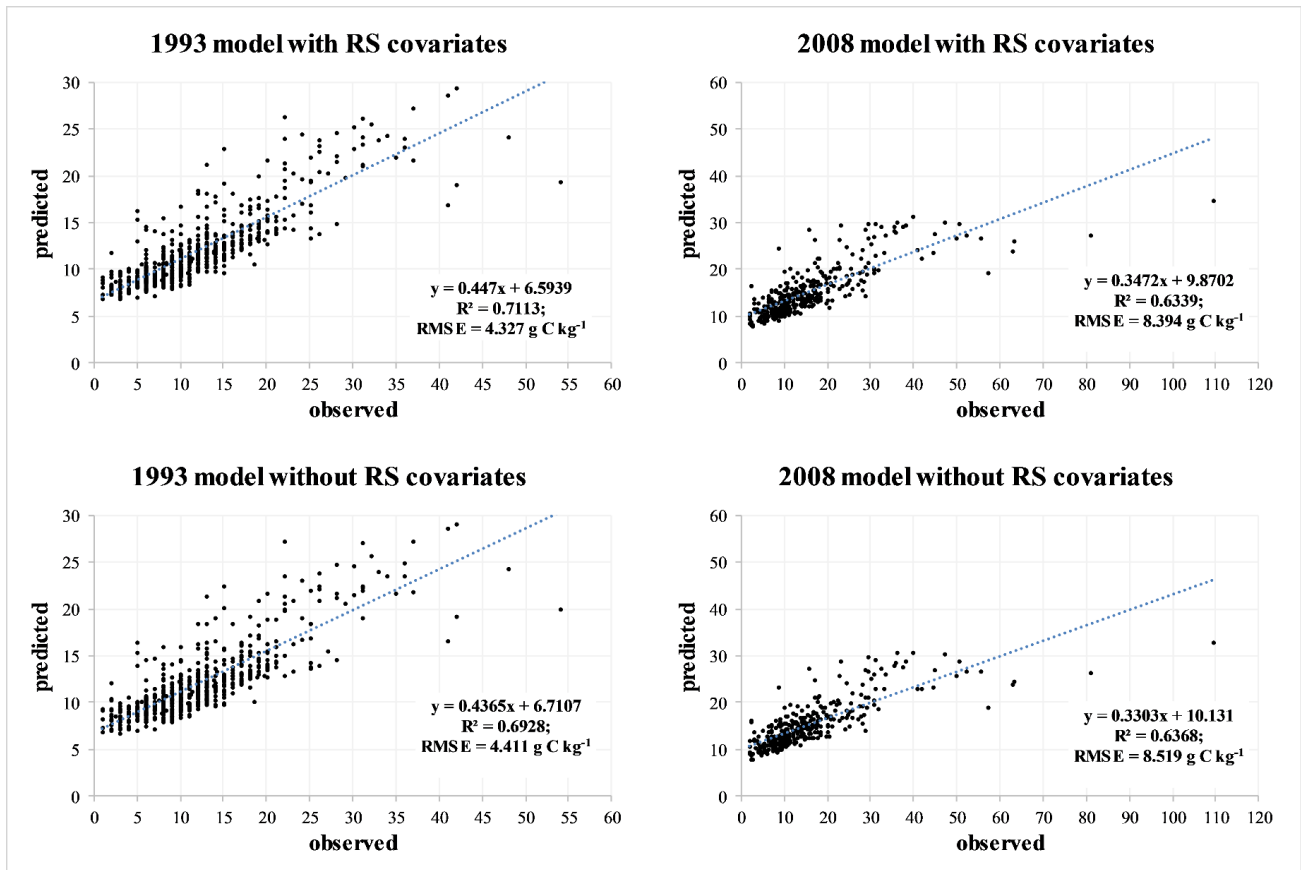 1993 model with RS covariates
30
25
20
15
10
5
0
predicted
y = 0.447x + 6.5939
R² = 0.7113;
RMSE = 4.327 g C kg⁻¹
0 5 10 15 20 25 30 35 40 45 50 55 60
observed
2008 model with RS covariates
60
50
40
30
20
10
0
predicted
y = 0.3472x + 9.8702
R² = 0.6339;
RMSE = 8.394 g C kg⁻¹
0 10 20 30 40 50 60 70 80 90 100 110 120
observed
1993 model without RS covariates
30
25
20
15
10
5
0
predicted
y = 0.4365x + 6.7107
R² = 0.6928;
RMSE = 4.411 g C kg⁻¹
0 5 10 15 20 25 30 35 40 45 50 55 60
observed
2008 model without RS covariates
60
50
40
30
20
10
0
predicted
y = 0.3303x + 10.131
R² = 0.6368;
RMSE = 8.519 g C kg⁻¹
0 10 20 30 40 50 60 70 80 90 100 110 120
observed